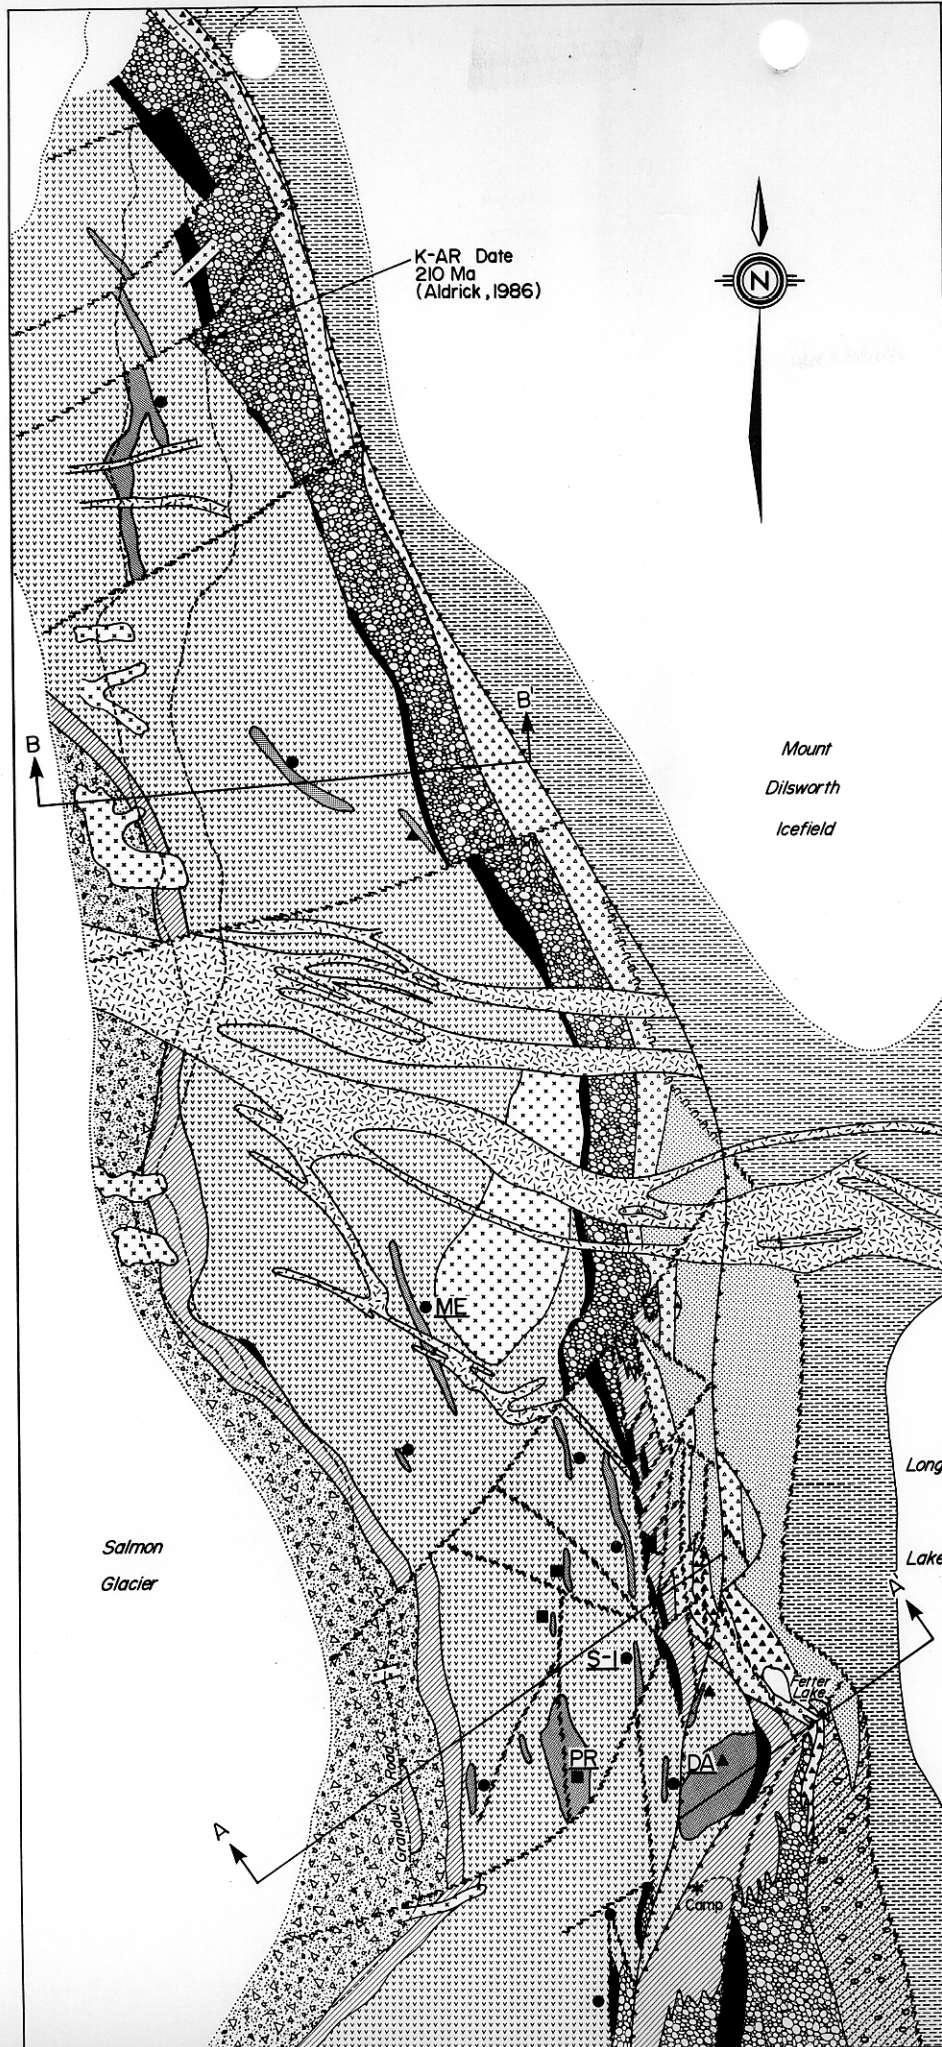 K-AR Date
210 Ma
(Aldrick, 1986)
N
B
B'
Mount
Dilsworth
Icefield
ME
Long
Lake
Salmon
Glacier
A'
S-1
Ferrer
Lake
PR
DA
Granduc Road
A
Camp